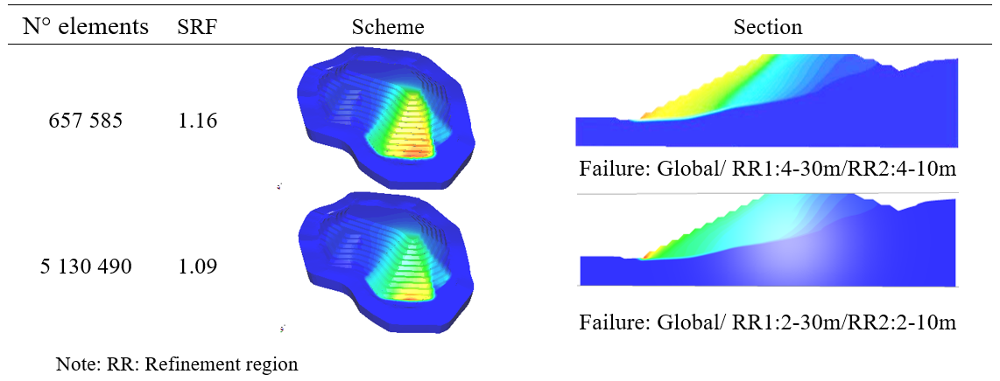 N° elements SRF Scheme Section
657 585 1.16
Failure: Global/ RR1:4-30m/RR2:4-10m
5 130 490 1.09
Failure: Global/ RR1:2-30m/RR2:2-10m
Note: RR: Refinement region